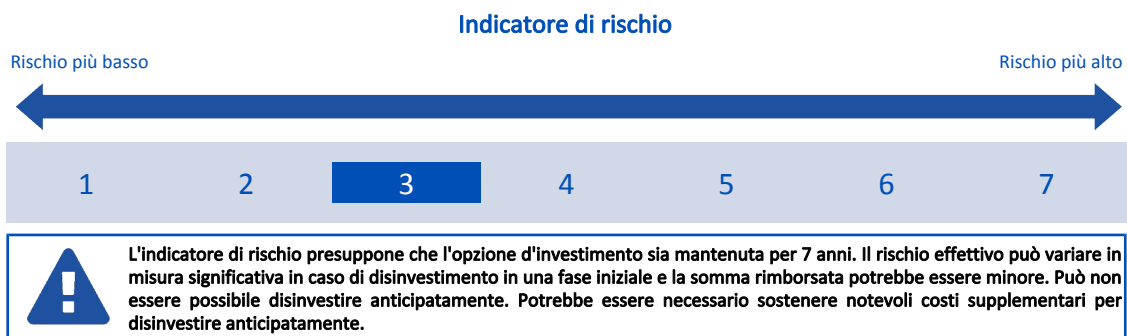 Indicatore di rischio
Rischio più basso
Rischio più alto
1 2 3 4 5 6 7
L'indicatore di rischio presuppone che l'opzione d'investimento sia mantenuta per 7 anni. Il rischio effettivo può variare in
misura significativa in caso di disinvestimento in una fase iniziale e la somma rimborsata potrebbe essere minore. Può non
essere possibile disinvestire anticipatamente. Potrebbe essere necessario sostenere notevoli costi supplementari per
disinvestire anticipatamente.